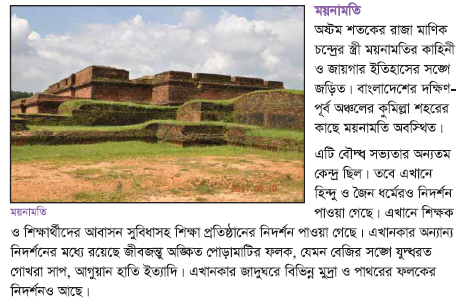 ময়নামতি
অষ্টম শতকের রাজা মাণিক
চন্দ্রের স্ত্রী ময়নামতির কাহিনী
ও জায়গার ইতিহাসের সঙ্গে
জড়িত। বাংলাদেশের দক্ষিণ-
পূর্ব অঞ্চলের কুমিল্লা শহরের
কাছে ময়নামতি অবস্থিত।
এটি বৌদ্ধ সভ্যতার অন্যতম
কেন্দ্র ছিল। তবে এখানে
হিন্দু ও জৈন ধর্মেরও নিদর্শন
পাওয়া গেছে। এখানে শিক্ষক
ময়নামতি
ও শিক্ষার্থীদের আবাসন সুবিধাসহ শিক্ষা প্রতিষ্ঠানের নিদর্শন পাওয়া গেছে। এখানকার অন্যান্য
নিদর্শনের মধ্যে রয়েছে জীবজন্তু অঙ্কিত পোড়ামাটির ফলক, যেমন বেজির সঙ্গে যুদ্ধরত
গোখরা সাপ, আগুয়ান হাতি ইত্যাদি। এখানকার জাদুঘরে বিভিন্ন মুদ্রা ও পাথরের ফলকের
নিদর্শনও আছে।